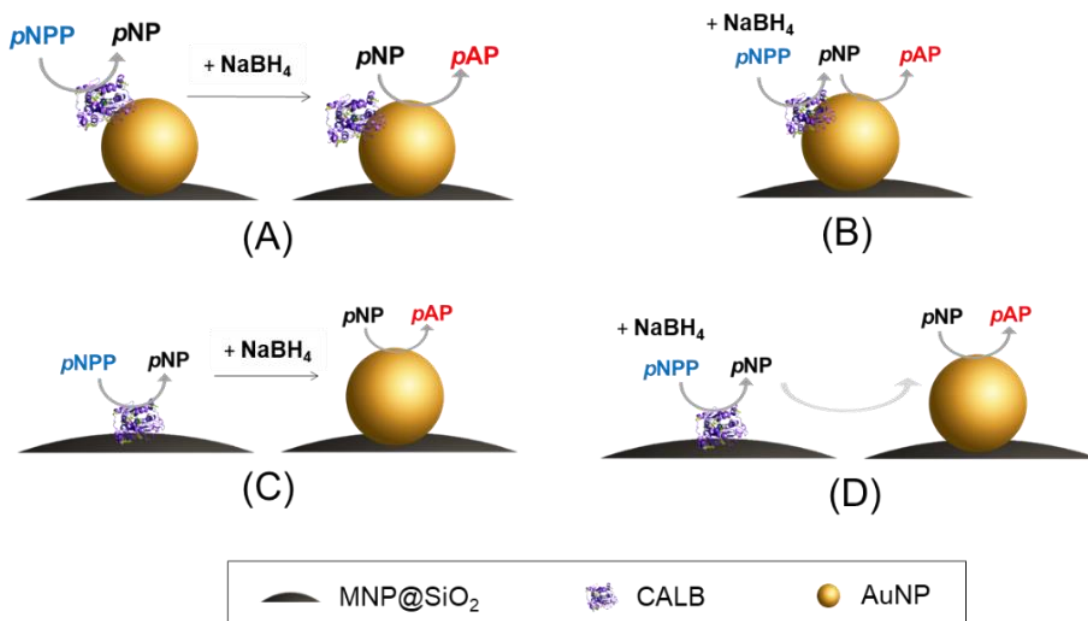 pNPP pNP
+ NaBH4
pNP pAP
(A)
+ NaBH4
pNPP pNP pAP
(B)
pNPP pNP
+ NaBH4
pNP pAP
(C)
+ NaBH4
pNPP pNP
pNP pAP
(D)
MNP@SiO2 CALB AuNP